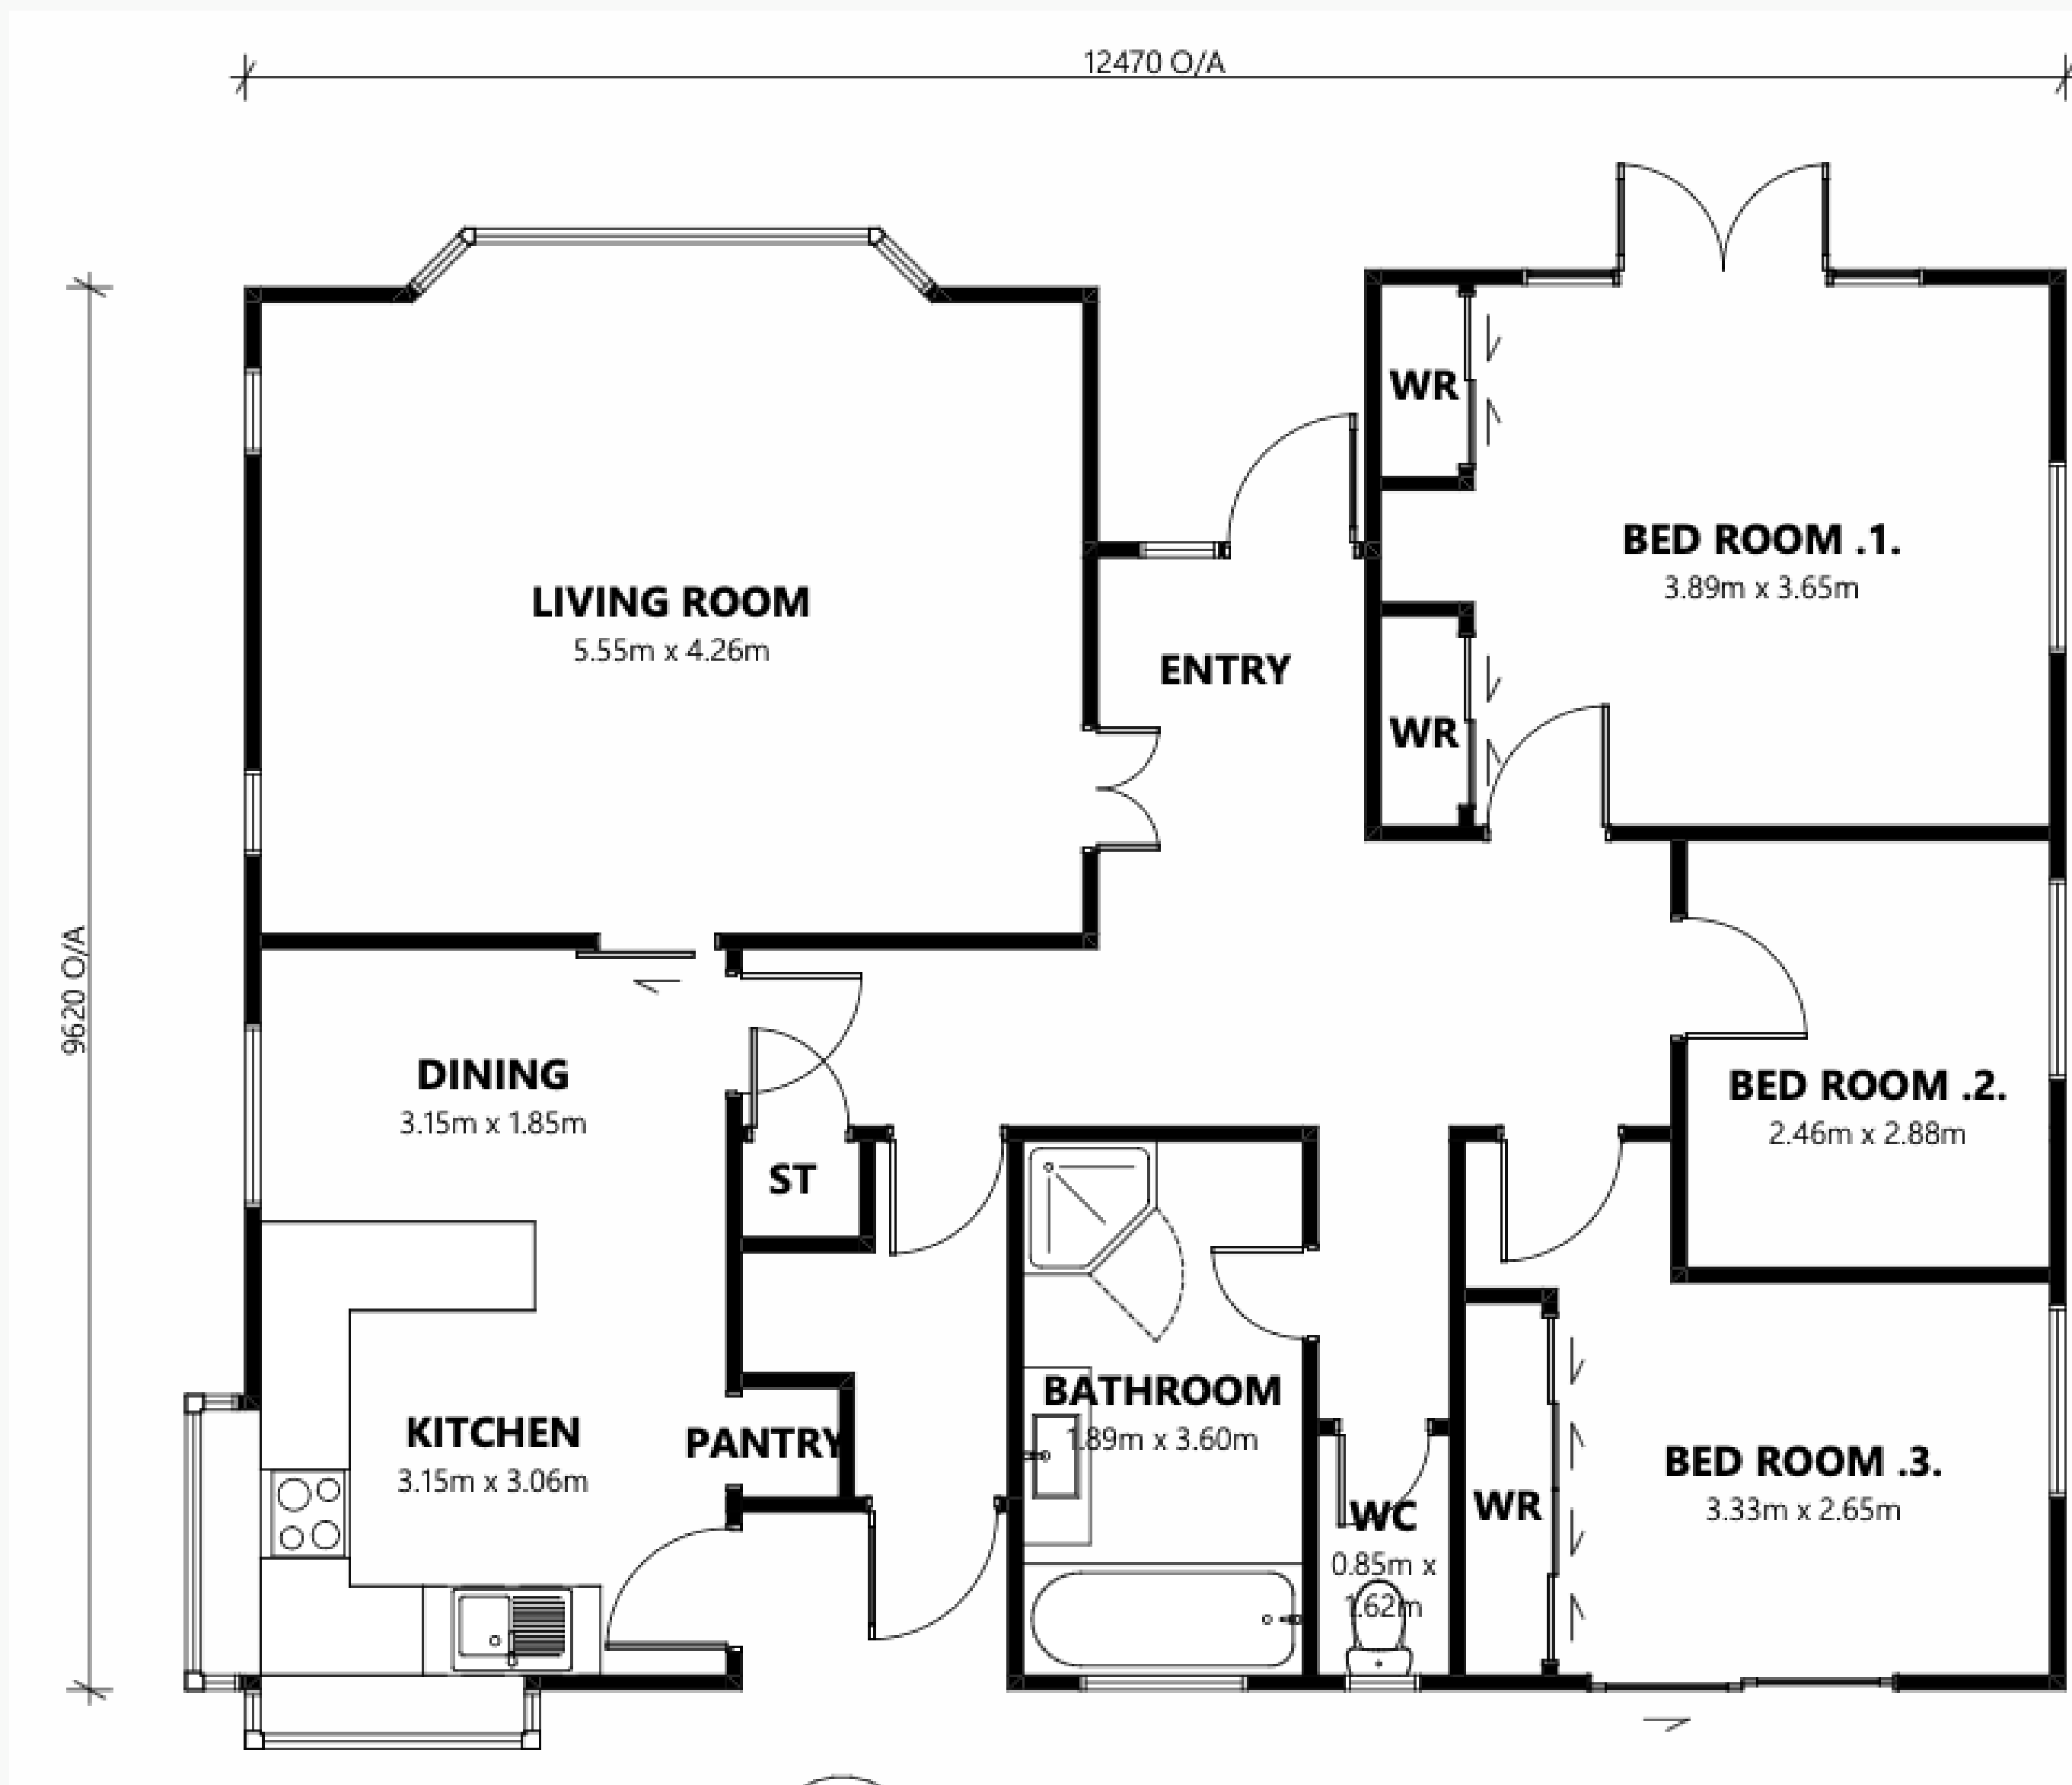 12470 O/A
9620 O/A
WR
BED ROOM .1.
3.89m x 3.65m
LIVING ROOM
5.55m x 4.26m
ENTRY
WR
DINING
3.15m x 1.85m
BED ROOM .2.
2.46m x 2.88m
ST
BATHROOM
1.89m x 3.60m
KITCHEN
3.15m x 3.06m
PANTRY
BED ROOM .3.
3.33m x 2.65m
WR
WC
0.85m x
1.62m